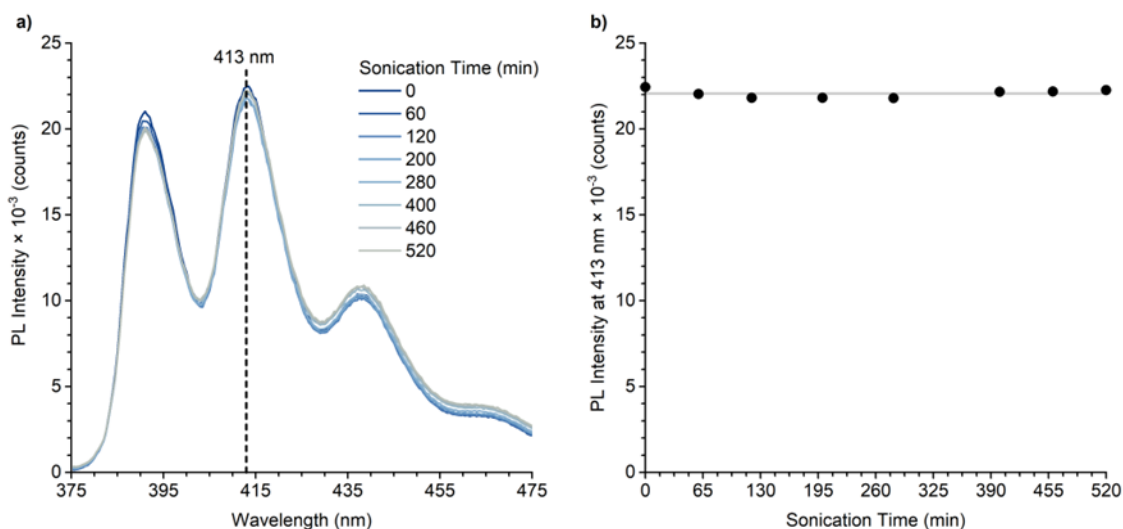 a)
413 nm
Sonication Time (min)
0
60
120
200
280
400
460
520
25
20
15
10
5
0
PL Intensity × 10⁻³ (counts)
375 395 415 435 455 475
Wavelength (nm)
b)
25
20
15
10
5
0
PL Intensity at 413 nm × 10⁻³ (counts)
0 65 130 195 260 325 390 455 520
Sonication Time (min)